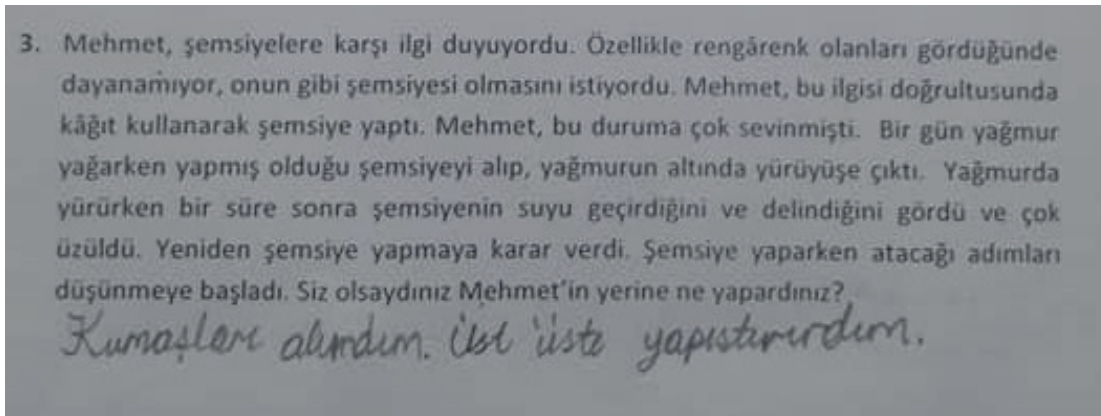 3. Mehmet, şemsiyelere karşı ilgi duyuyordu. Özellikle rengârenk olanları gördüğünde
dayanamıyor, onun gibi şemsiyesi olmasını istiyordu. Mehmet, bu ilgisi doğrultusunda
kâğıt kullanarak şemsiye yaptı. Mehmet, bu duruma çok sevinmişti. Bir gün yağmur
yağarken yapmış olduğu şemsiyeyi alıp, yağmurun altında yürüyüşe çıktı. Yağmurda
yürürken bir süre sonra şemsiyenin suyu geçirdiğini ve delindiğini gördü ve çok
üzüldü. Yeniden şemsiye yapmaya karar verdi. Şemsiye yaparken atacağı adımları
düşünmeye başladı. Siz olsaydınız Mehmet'in yerine ne yapardınız?
Kumaşları alırdım. Üst üste yapıştırırdım.